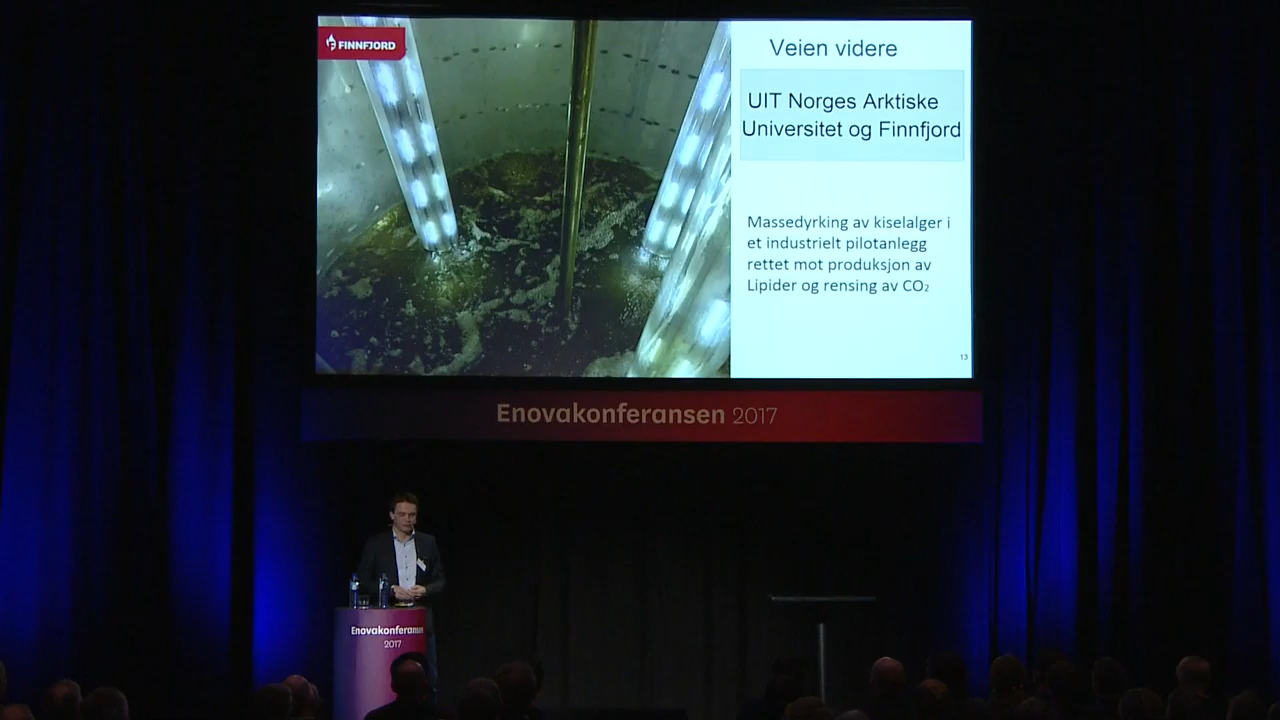 FINNFJORD
Veien videre
UIT Norges Arktiske
Universitet og Finnfjord
Massedyrking av kiselalger i
et industrielt pilotanlegg
rettet mot produksjon av
Lipider og rensing av CO₂
13
Enovakonferansen 2017
Enovakonferansen
2017